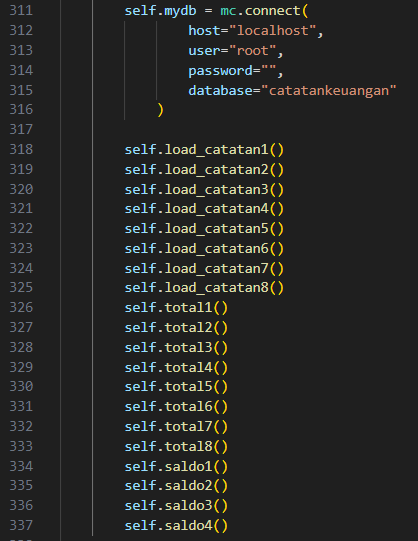 311 self.mydb = mc.connect(
312 host="localhost",
313 user="root",
314 password="",
315 database="catatankeuangan"
316 )
317
318 self.load_catatan1()
319 self.load_catatan2()
320 self.load_catatan3()
321 self.load_catatan4()
322 self.load_catatan5()
323 self.load_catatan6()
324 self.load_catatan7()
325 self.load_catatan8()
326 self.total1()
327 self.total2()
328 self.total3()
329 self.total4()
330 self.total5()
331 self.total6()
332 self.total7()
333 self.total8()
334 self.saldo1()
335 self.saldo2()
336 self.saldo3()
337 self.saldo4()